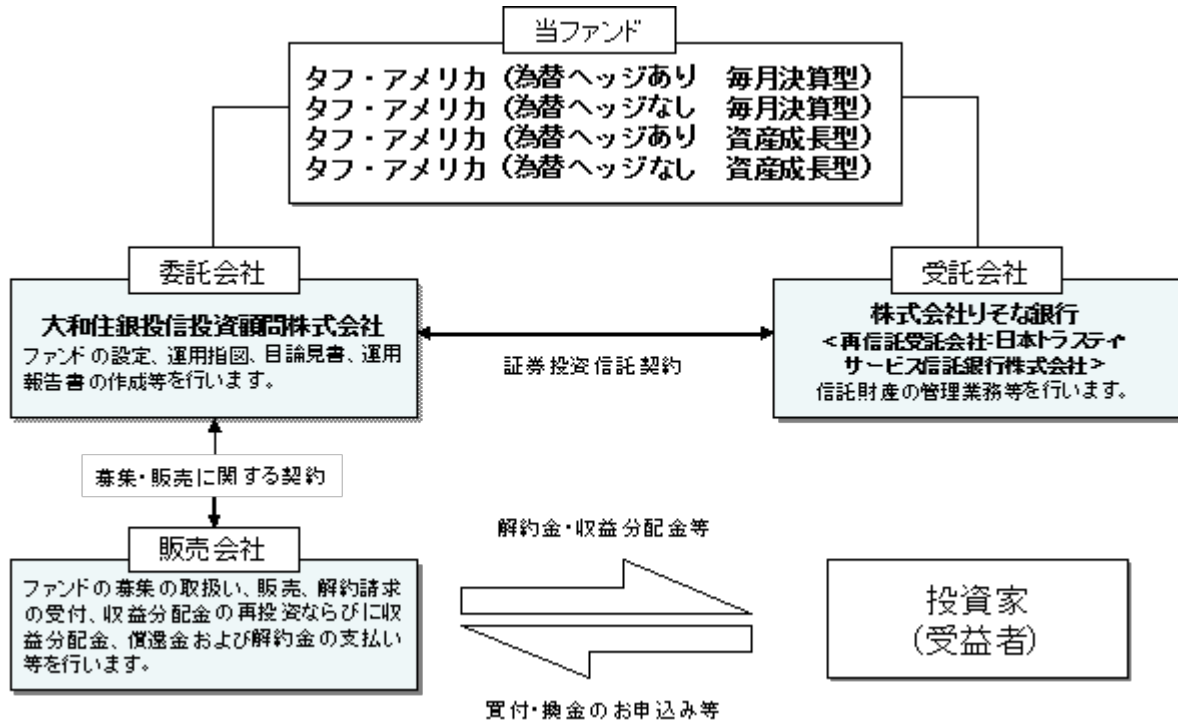 当ファンド
タフ・アメリカ（為替ヘッジあり　毎月決算型）
タフ・アメリカ（為替ヘッジなし　毎月決算型）
タフ・アメリカ（為替ヘッジあり　資産成長型）
タフ・アメリカ（為替ヘッジなし　資産成長型）
委託会社
大和住銀投信投資顧問株式会社
ファンドの設定、運用指図、目論見書、運用
報告書の作成等を行います。
証券投資信託契約
受託会社
株式会社りそな銀行
＜再信託受託会社：日本トラスティ
サービス信託銀行株式会社＞
信託財産の管理業務等を行います。
募集・販売に関する契約
販売会社
ファンドの募集の取扱い、販売、解約請求
の受付、収益分配金の再投資ならびに収
益分配金、償還金および解約金の支払い
等を行います。
解約金・収益分配金等
買付・換金のお申込み等
投資家
（受益者）